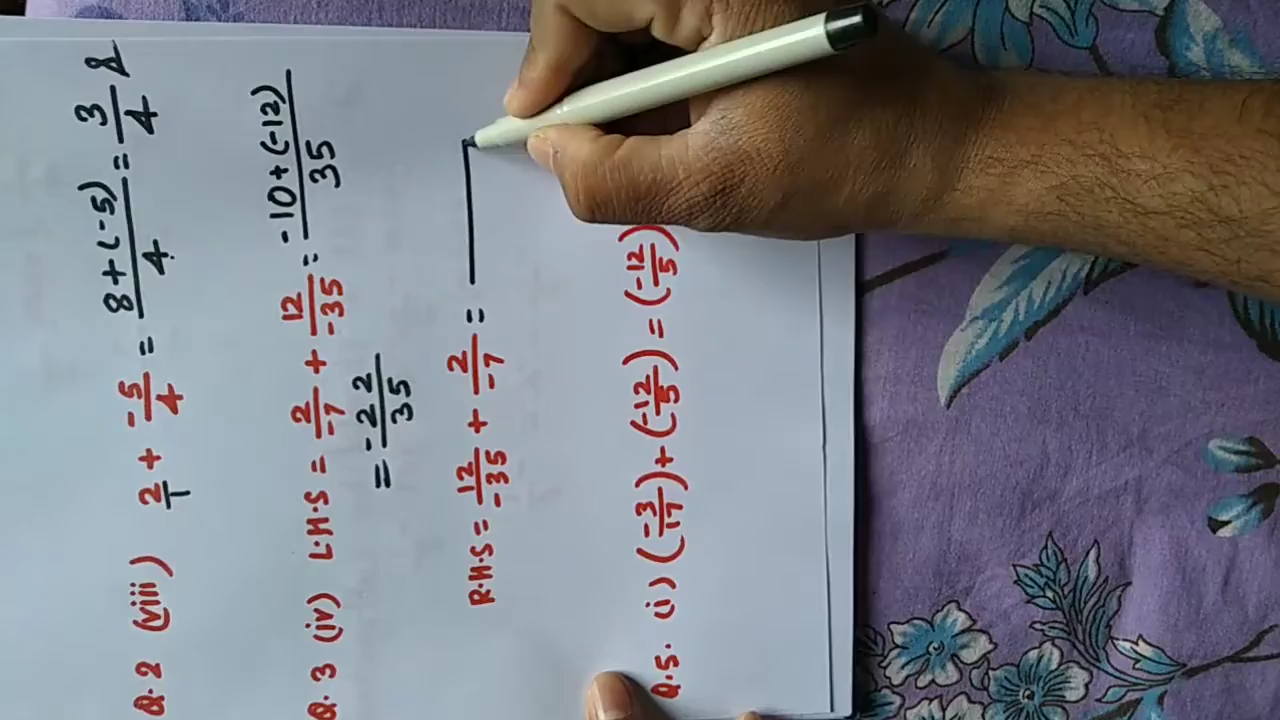 Q.2 (viii) 2/1 + -5/4 = 8+(-5)/4 = 3/4
Q.3 (iv) L.H.S = 2/-7 + 12/-35 = -10+(-12)/35
= -22/35
R.H.S = 12/-35 + 2/-7 =
Q.5. (i) (-3/17)+(-12/5) = (-12/5)